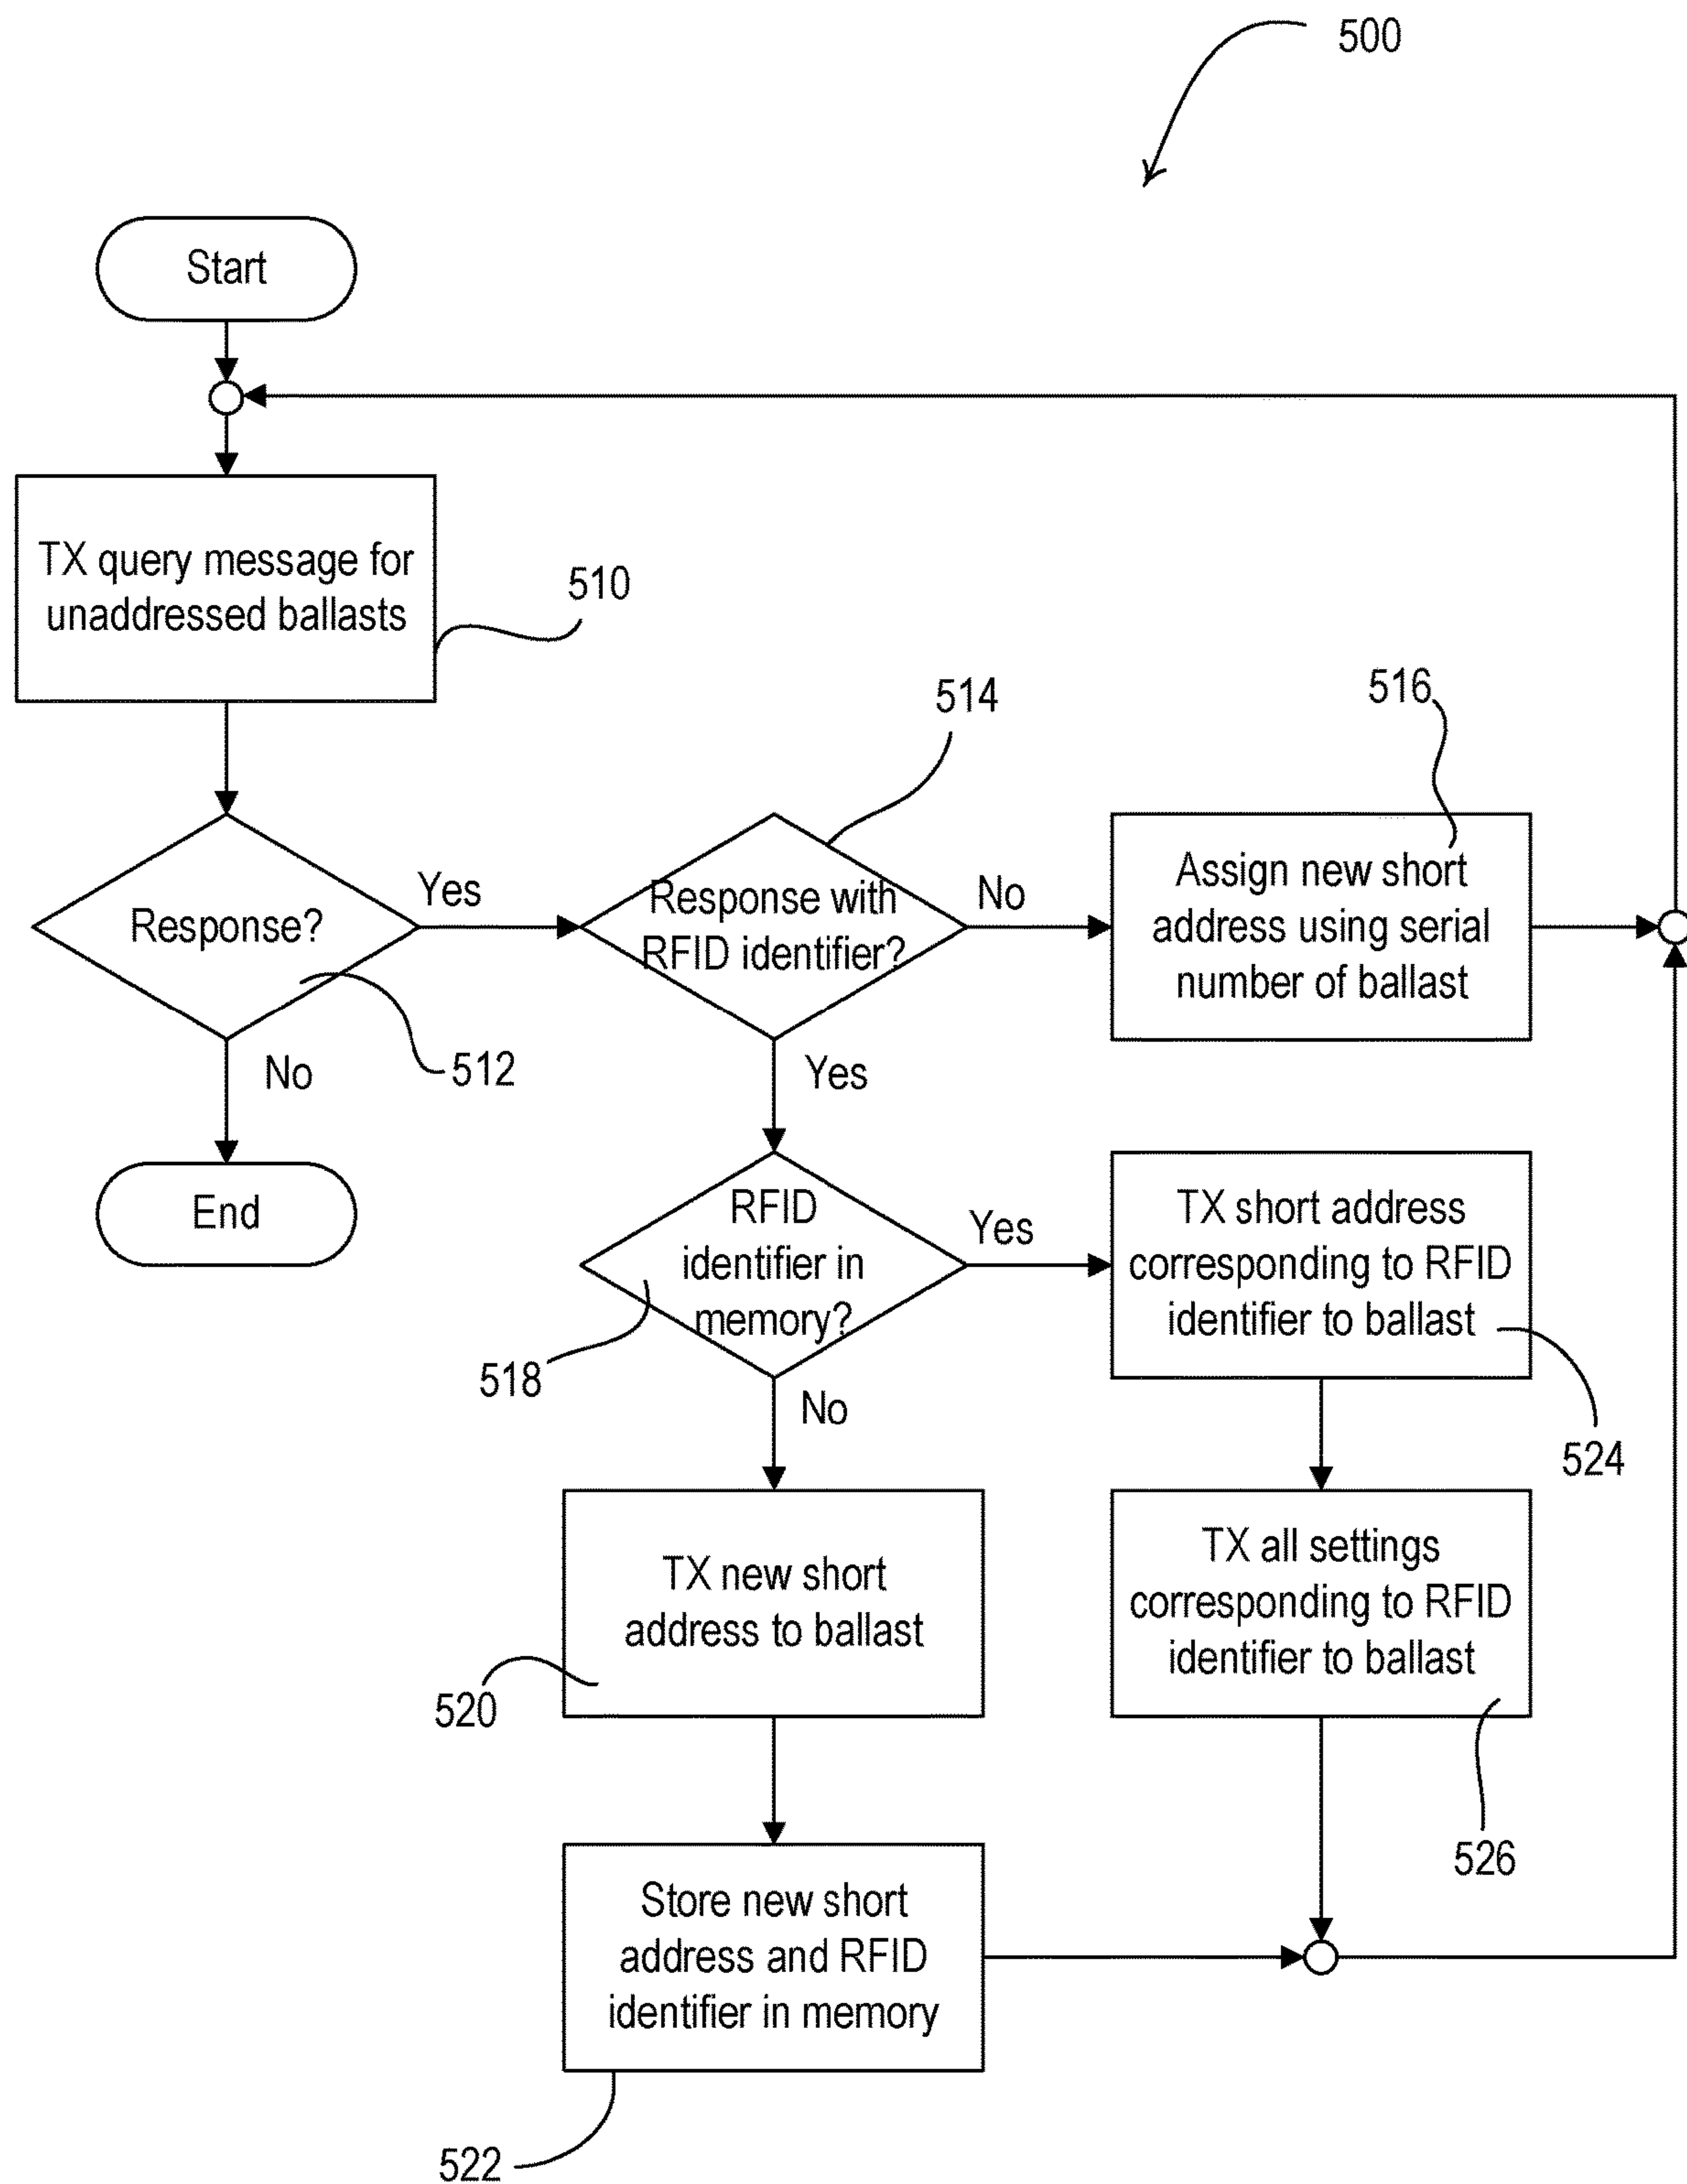 500
Start
TX query message for
unaddressed ballasts
510
514
516
Response?
Yes
Response with
RFID identifier?
No
Assign new short
address using serial
number of ballast
No
512
Yes
End
RFID
identifier in
memory?
Yes
TX short address
corresponding to RFID
identifier to ballast
518
No
524
TX new short
address to ballast
520
TX all settings
corresponding to RFID
identifier to ballast
526
Store new short
address and RFID
identifier in memory
522